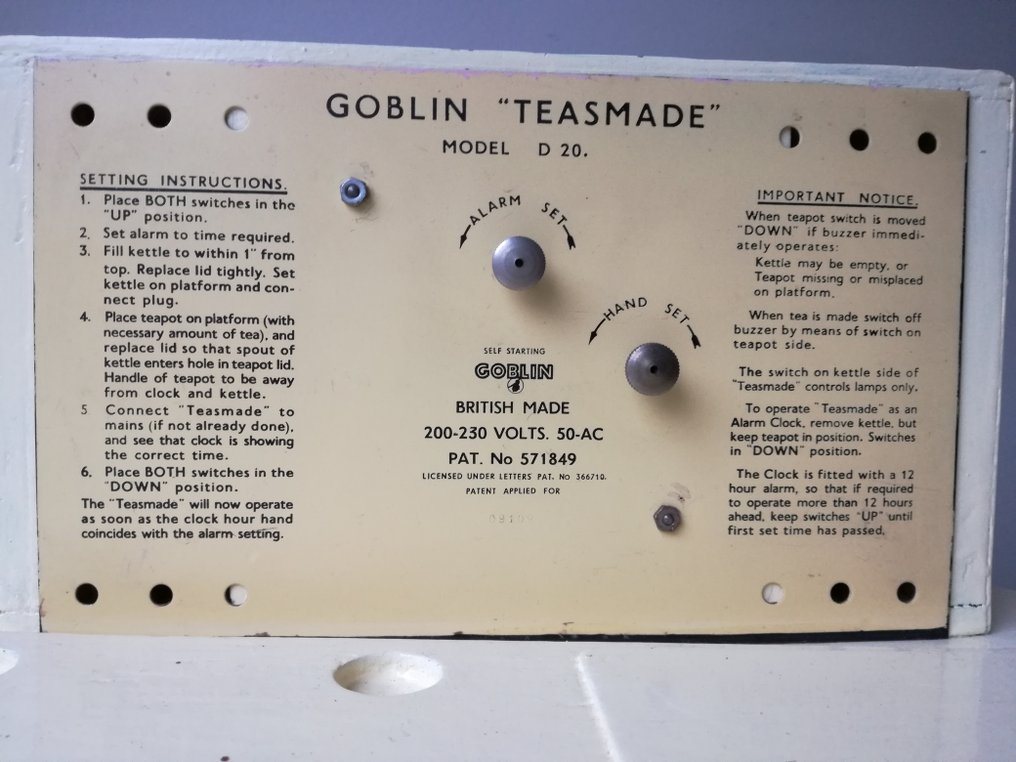 GOBLIN "TEASMADE"
MODEL D 20.
SETTING INSTRUCTIONS.
1. Place BOTH switches in the
"UP" position.
2. Set alarm to time required.
3. Fill kettle to within 1" from
top. Replace lid tightly. Set
kettle on platform and con-
nect plug.
4. Place teapot on platform (with
necessary amount of tea), and
replace lid so that spout of
kettle enters hole in teapot lid.
Handle of teapot to be away
from clock and kettle.
5 Connect "Teasmade" to
mains (if not already done),
and see that clock is showing
the correct time.
6. Place BOTH switches in the
"DOWN" position.
The "Teasmade" will now operate
as soon as the clock hour hand
coincides with the alarm setting.
ALARM SET
HAND SET
SELF STARTING
GOBLIN
BRITISH MADE
200-230 VOLTS. 50-AC
PAT. No 571849
LICENSED UNDER LETTERS PAT. No 366710.
PATENT APPLIED FOR
IMPORTANT NOTICE.
When teapot switch is moved
"DOWN" if buzzer immedi-
ately operates:
Kettle may be empty, or
Teapot missing or misplaced
on platform.
When tea is made switch off
buzzer by means of switch on
teapot side.
The switch on kettle side of
"Teasmade" controls lamps only.
To operate "Teasmade" as an
Alarm Clock, remove kettle, but
keep teapot in position. Switches
in "DOWN" position.
The Clock is fitted with a 12
hour alarm, so that if required
to operate more than 12 hours
ahead, keep switches "UP" until
first set time has passed.